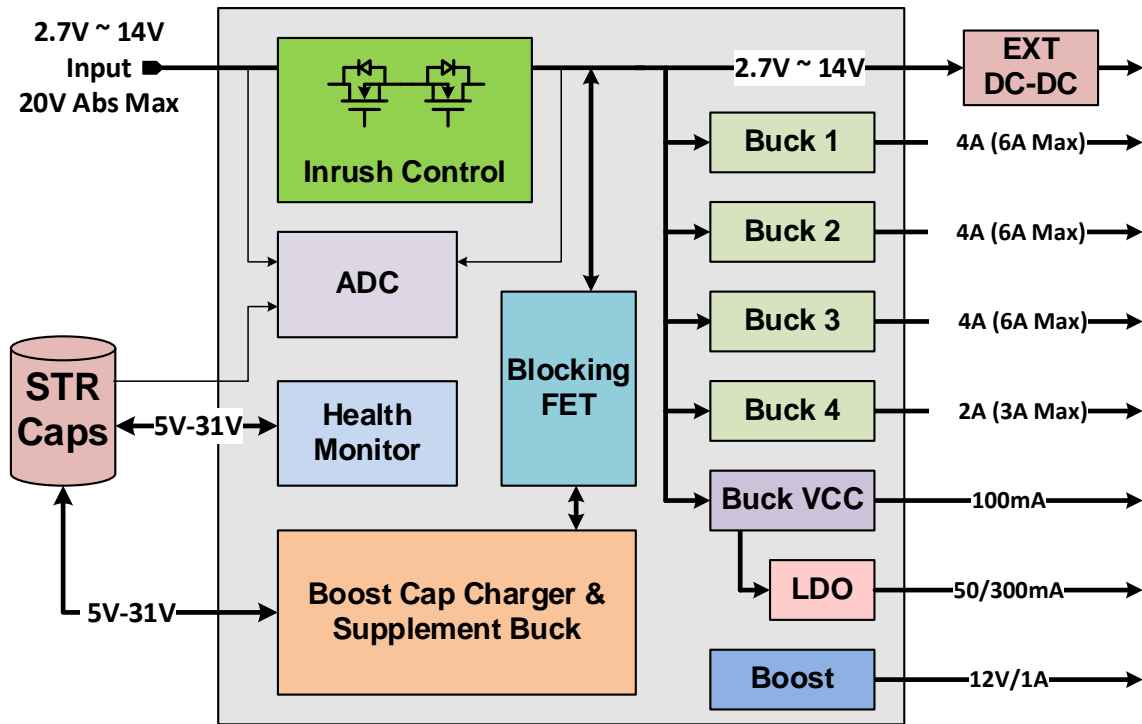 2.7V ~ 14V
Input
20V Abs Max
Inrush Control
2.7V ~ 14V
EXT
DC-DC
Buck 1
4A (6A Max)
Buck 2
4A (6A Max)
ADC
Buck 3
4A (6A Max)
Blocking
FET
STR
Caps
5V-31V
Health
Monitor
Buck 4
2A (3A Max)
Buck VCC
100mA
Boost Cap Charger &
Supplement Buck
5V-31V
LDO
50/300mA
Boost
12V/1A